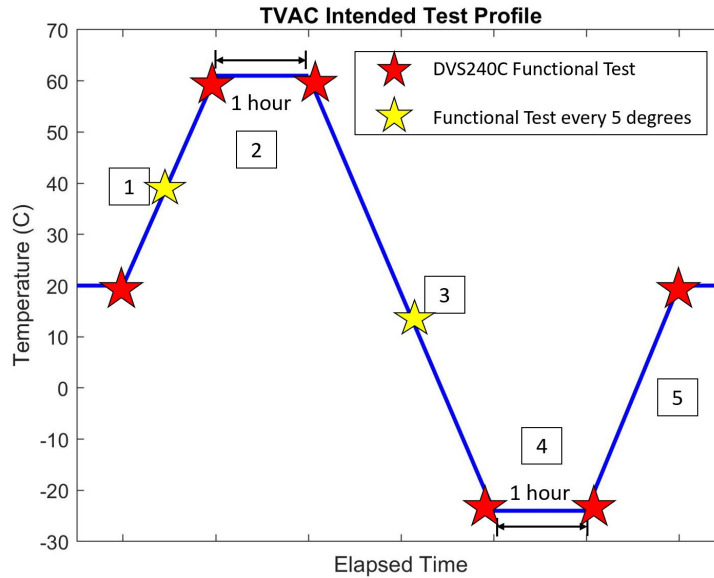 TVAC Intended Test Profile
70
60
50
40
30
20
10
0
-10
-20
-30
Temperature (C)
DVS240C Functional Test
Functional Test every 5 degrees
1 hour
1
2
3
4
5
1 hour
Elapsed Time